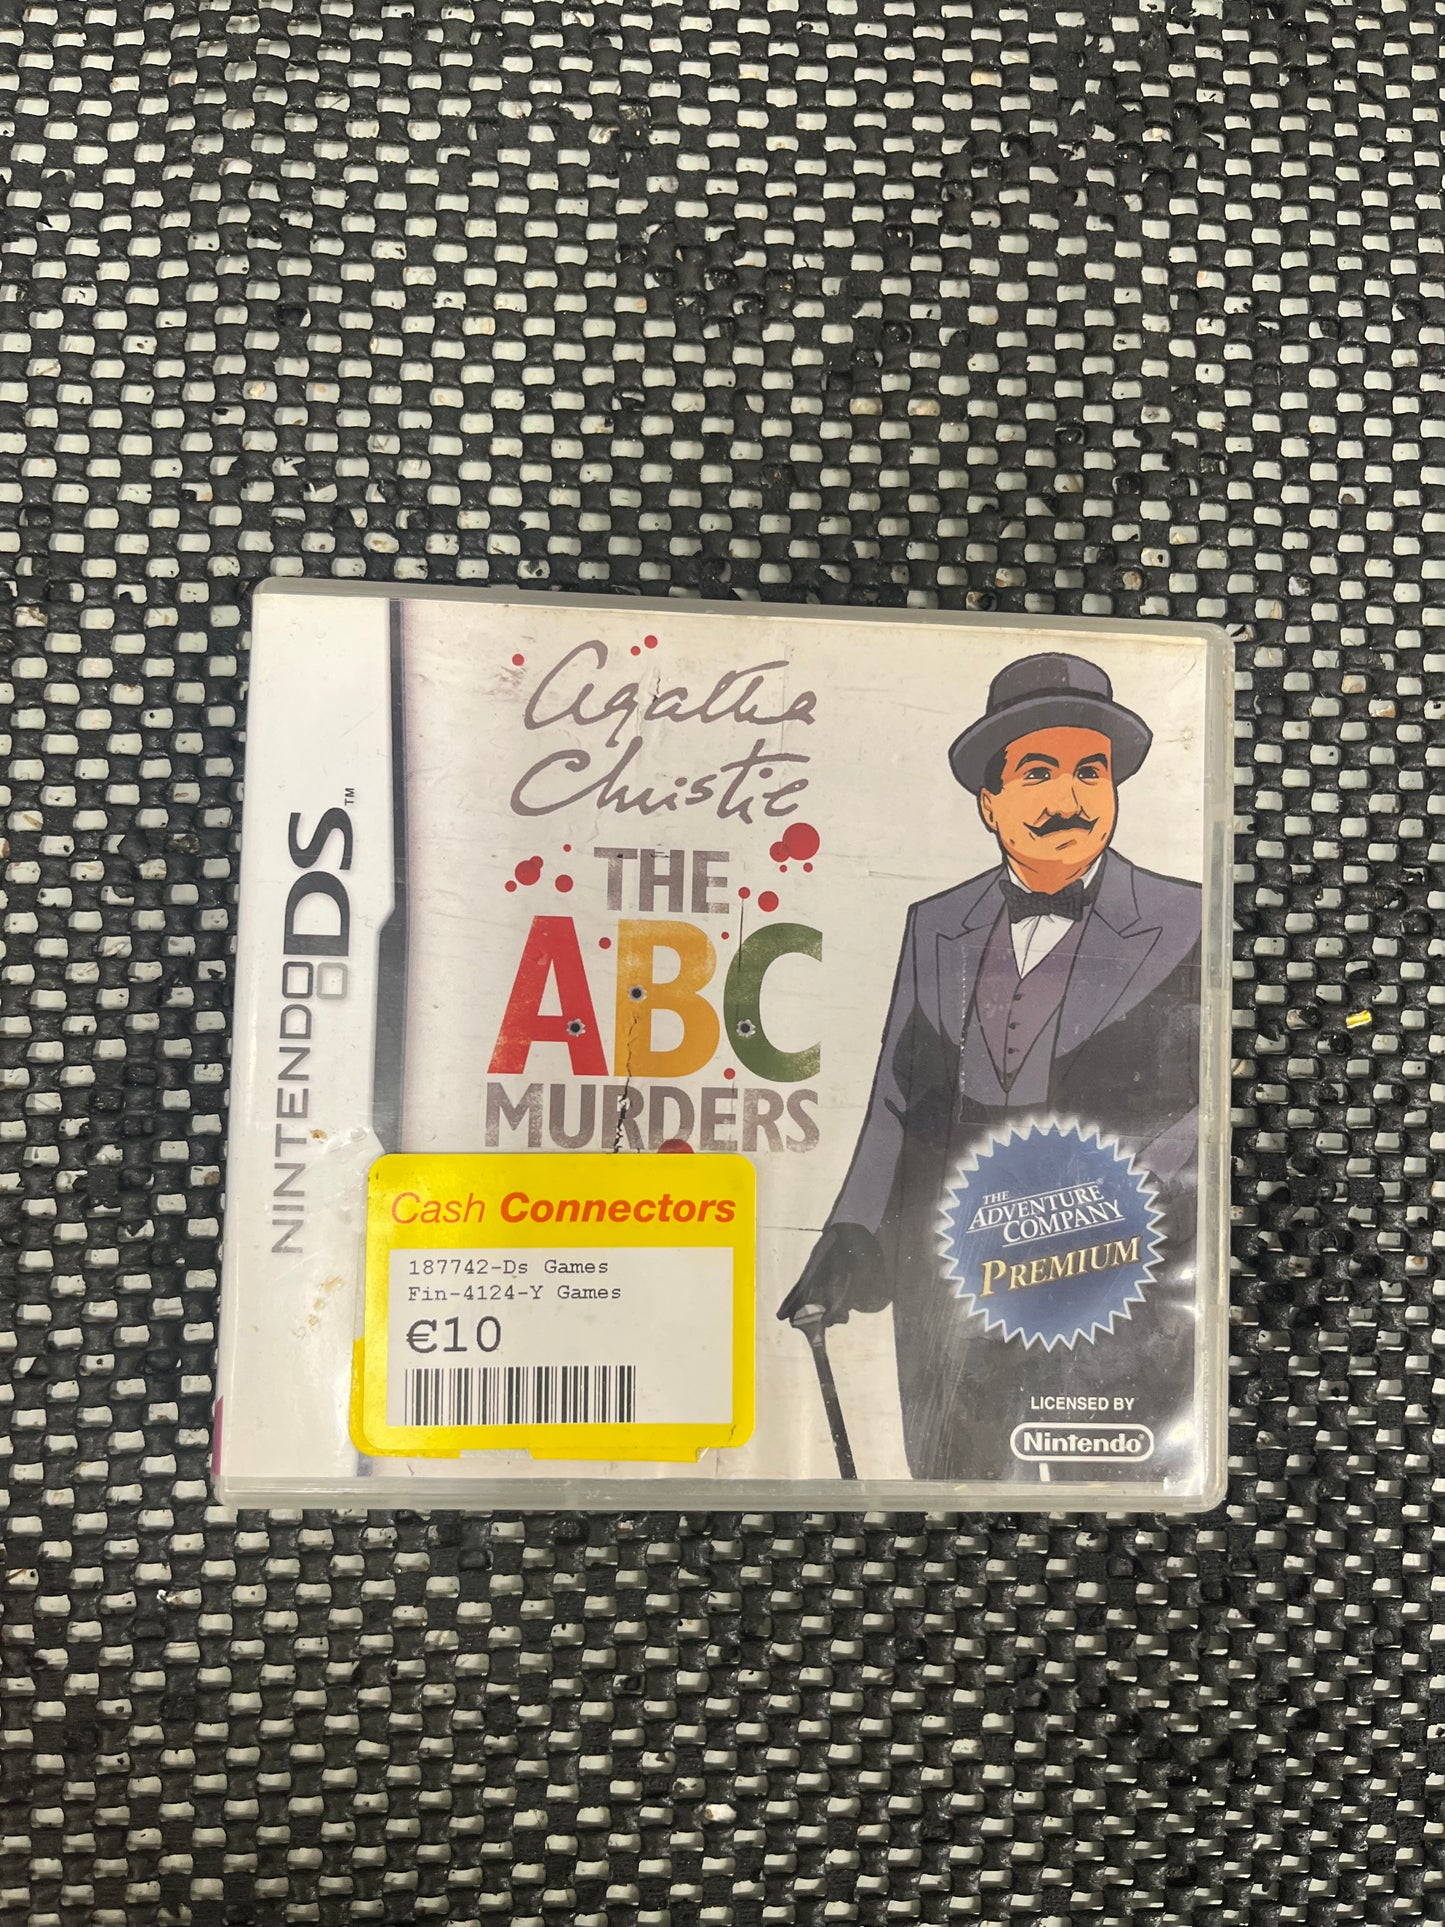 Agatha
Christie
THE
ABC
MURDERS
NINTENDO DS™
Cash Connectors
187742-Ds Games
Fin-4124-Y Games
€10
THE
ADVENTURE®
COMPANY
PREMIUM
LICENSED BY
Nintendo®